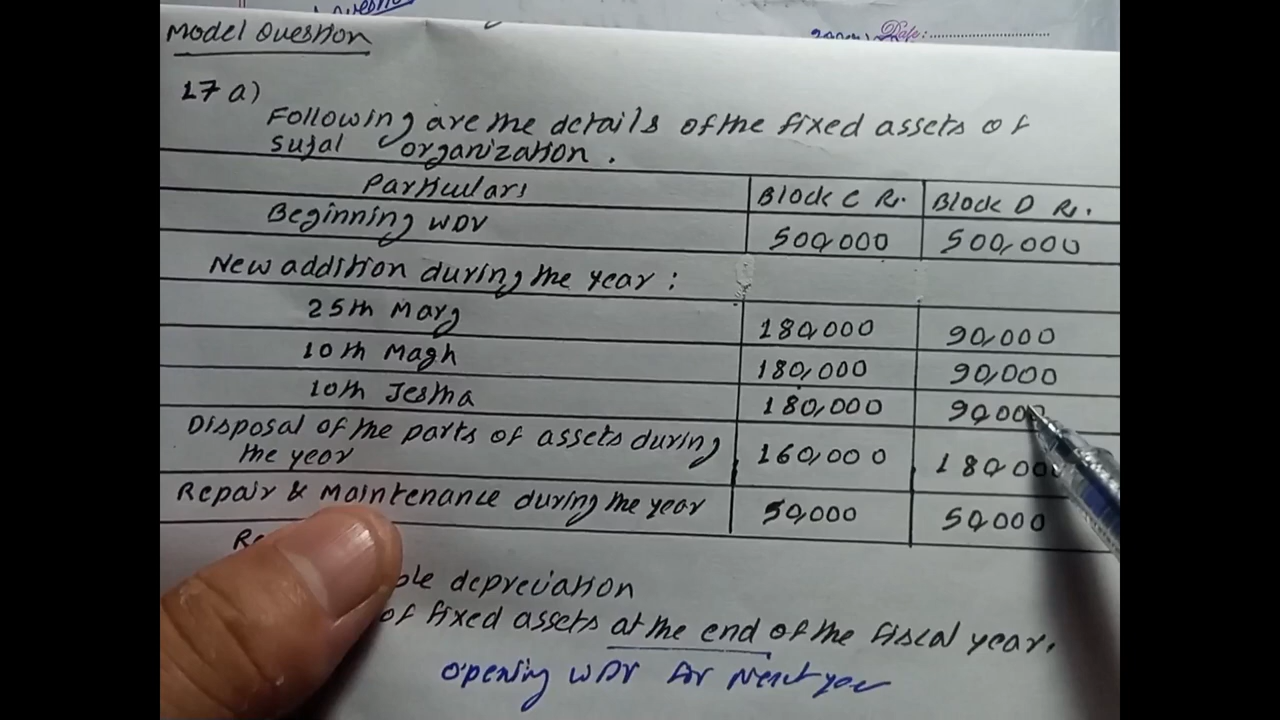 Model Question
Date:
17 a)
Following are the details of the fixed assets of
Sujal organization.
Particulars Block C Rs. Block D Rs.
Beginning WDV 500,000 500,000
New addition during the year:
25th Marg 180,000 90,000
10th Magh 180,000 90,000
10th Jestha 180,000 90,000
Disposal of the parts of assets during
the year 160,000 180,000
Repair & Maintenance during the year 50,000 50,000
depreciation
of fixed assets at the end of the fiscal year.
Opening WDV for Next year